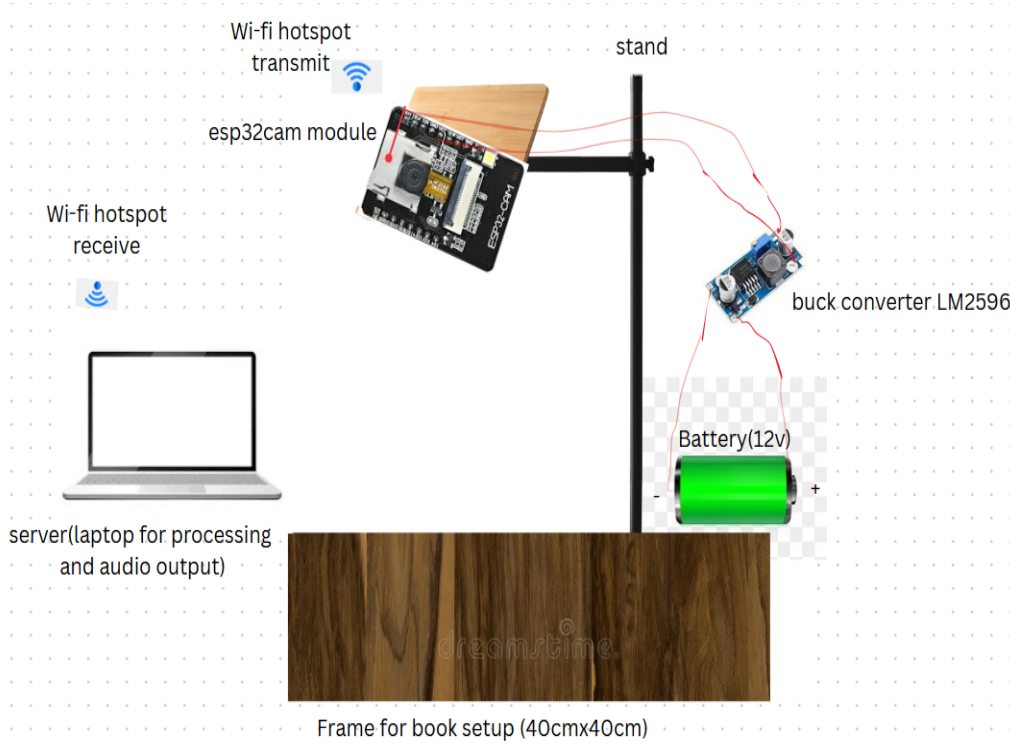 Wi-fi hotspot
transmit
stand
esp32cam module
ESP32-CAM
Wi-fi hotspot
receive
buck converter LM2596
Battery(12v)
-
+
server(laptop for processing
and audio output)
dreamstime
Frame for book setup (40cmx40cm)